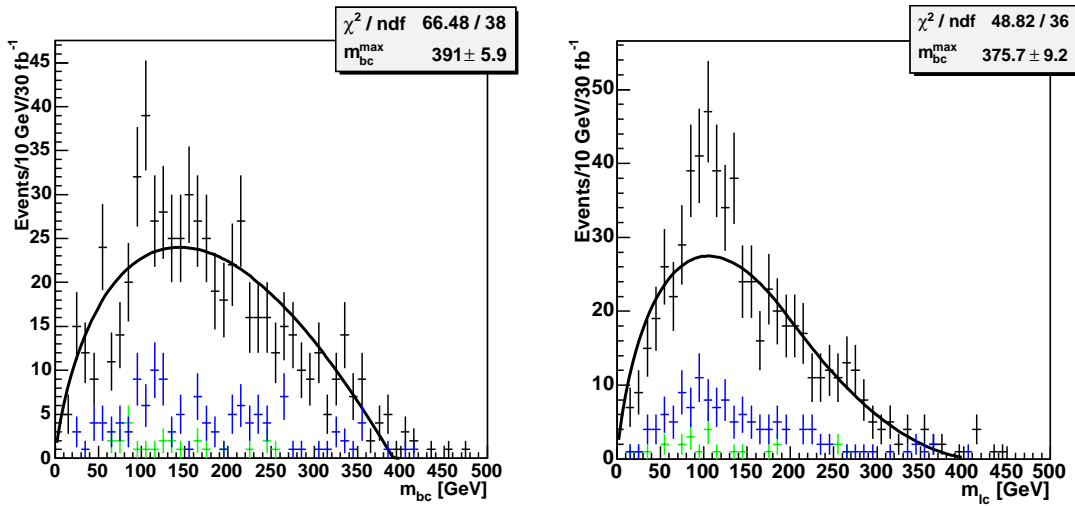 χ² / ndf 66.48 / 38
m_bc^max 391 ± 5.9
Events/10 GeV/30 fb⁻¹
45
40
35
30
25
20
15
10
5
0
0 50 100 150 200 250 300 350 400 450 500
m_bc [GeV]
χ² / ndf 48.82 / 36
m_bc^max 375.7 ± 9.2
Events/10 GeV/30 fb⁻¹
50
40
30
20
10
0
0 50 100 150 200 250 300 350 400 450 500
m_lc [GeV]